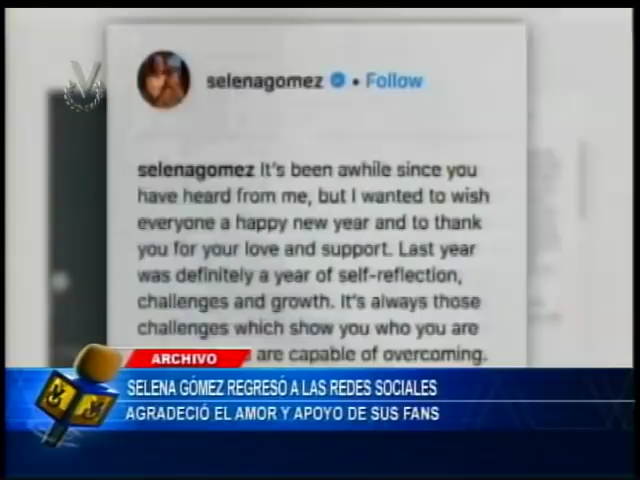 selenagomez • Follow
selenagomez It's been awhile since you
have heard from me, but I wanted to wish
everyone a happy new year and to thank
you for your love and support. Last year
was definitely a year of self-reflection,
challenges and growth. It's always those
challenges which show you who you are
are capable of overcoming.
ARCHIVO
SELENA GÓMEZ REGRESÓ A LAS REDES SOCIALES
AGRADECIÓ EL AMOR Y APOYO DE SUS FANS